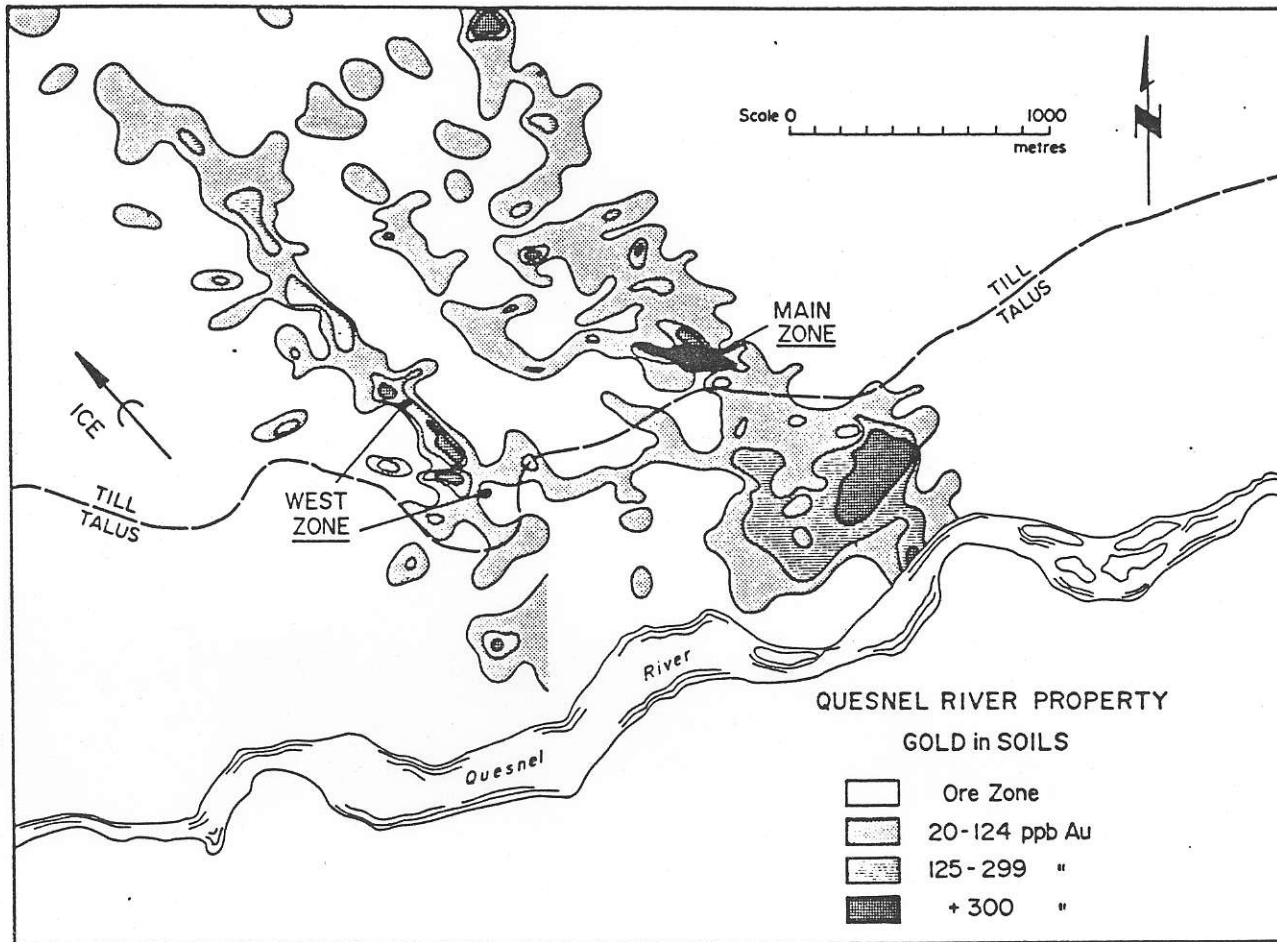 Scale 0 1000
metres
N
TILL
TALUS
MAIN
ZONE
ICE
TILL
TALUS
WEST
ZONE
Quesnel River
QUESNEL RIVER PROPERTY
GOLD in SOILS
Ore Zone
20-124 ppb Au
125-299 "
+ 300 "